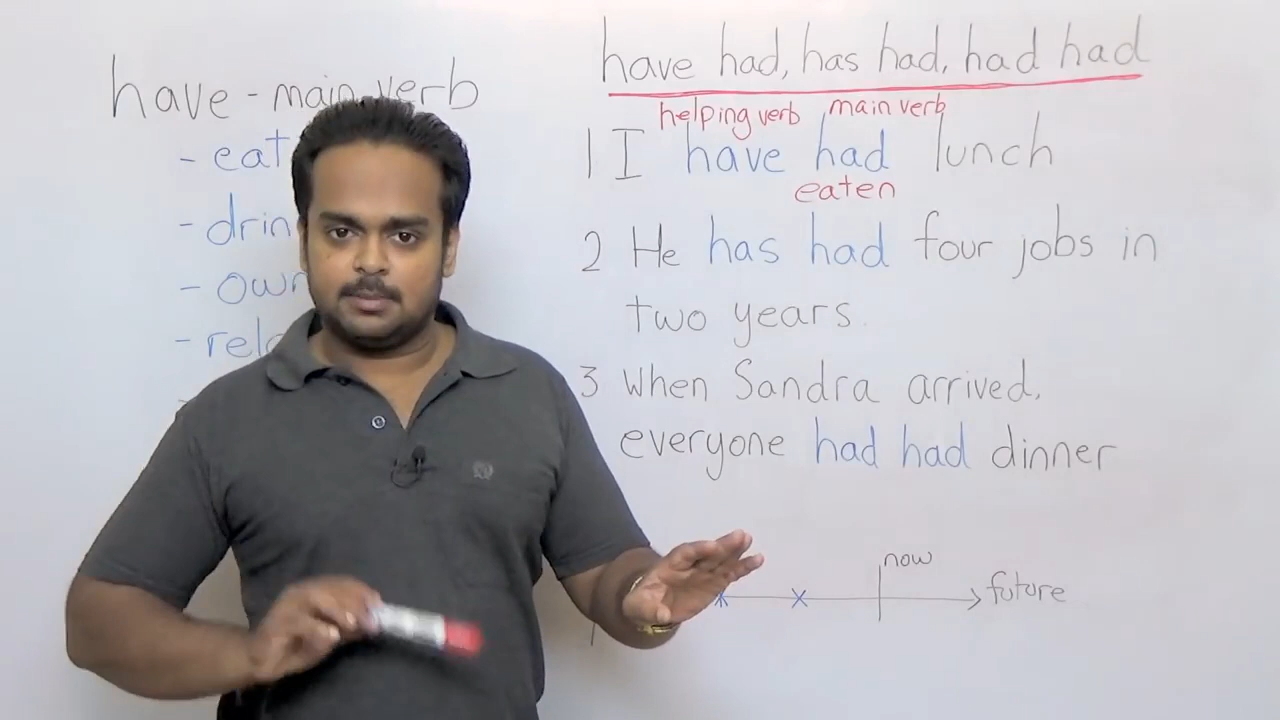 have - main verb
- eat
- drin
- own
- rela
have had, has had, had had
helping verb main verb
1 I have had lunch
eaten
2 He has had four jobs in
two years.
3 When Sandra arrived,
everyone had had dinner
now
future